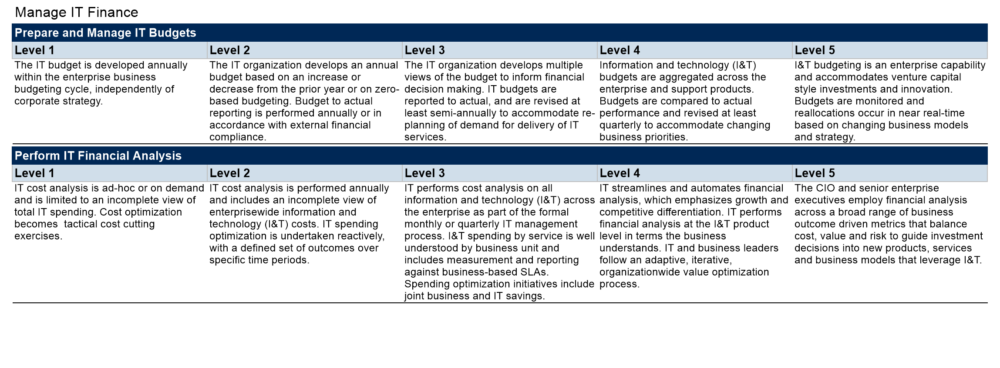 Manage IT Finance
Prepare and Manage IT Budgets
Level 1
The IT budget is developed annually
within the enterprise business
budgeting cycle, independently of
corporate strategy.
Level 2
The IT organization develops an annual
budget based on an increase or
decrease from the prior year or on zero-
based budgeting. Budget to actual
reporting is performed annually or in
accordance with external financial
compliance.
Level 3
The IT organization develops multiple
views of the budget to inform financial
decision making. IT budgets are
reported to actual, and are revised at
least semi-annually to accommodate re-
planning of demand for delivery of IT
services.
Level 4
Information and technology (I&T)
budgets are aggregated across the
enterprise and support products.
Budgets are compared to actual
performance and revised at least
quarterly to accommodate changing
business priorities.
Level 5
I&T budgeting is an enterprise capability
and accommodates venture capital
style investments and innovation.
Budgets are monitored and
reallocations occur in near real-time
based on changing business models
and strategy.
Perform IT Financial Analysis
Level 1
IT cost analysis is ad-hoc or on demand
and is limited to an incomplete view of
total IT spending. Cost optimization
becomes  tactical cost cutting
exercises.
Level 2
IT cost analysis is performed annually
and includes an incomplete view of
enterprisewide information and
technology (I&T) costs. IT spending
optimization is undertaken reactively,
with a defined set of outcomes over
specific time periods.
Level 3
IT performs cost analysis on all
information and technology (I&T) across
the enterprise as part of the formal
monthly or quarterly IT management
process. I&T spending by service is well
understood by business unit and
includes measurement and reporting
against business-based SLAs.
Spending optimization initiatives include
joint business and IT savings.
Level 4
IT streamlines and automates financial
analysis, which emphasizes growth and
competitive differentiation. IT performs
financial analysis at the I&T product
level in terms the business
understands. IT and business leaders
follow an adaptive, iterative,
organizationwide value optimization
process.
Level 5
The CIO and senior enterprise
executives employ financial analysis
across a broad range of business
outcome driven metrics that balance
cost, value and risk to guide investment
decisions into new products, services
and business models that leverage I&T.